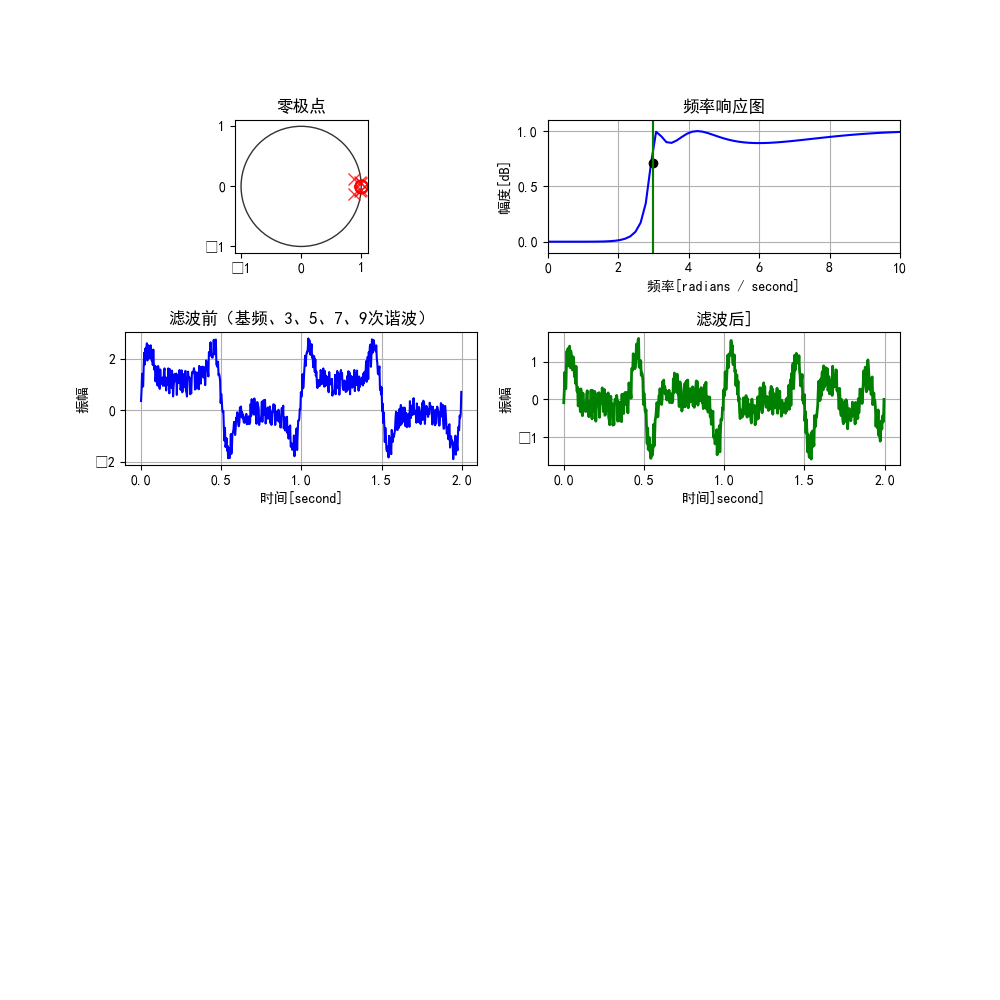 零极点
1
0
□1
□1 0 1
频率响应图
幅度[dB]
1.0
0.5
0.0
0 2 4 6 8 10
频率[radians / second]
滤波前（基频、3、5、7、9次谐波）
振幅
2
0
□2
0.0 0.5 1.0 1.5 2.0
时间[second]
滤波后]
振幅
1
0
□1
0.0 0.5 1.0 1.5 2.0
时间]second]